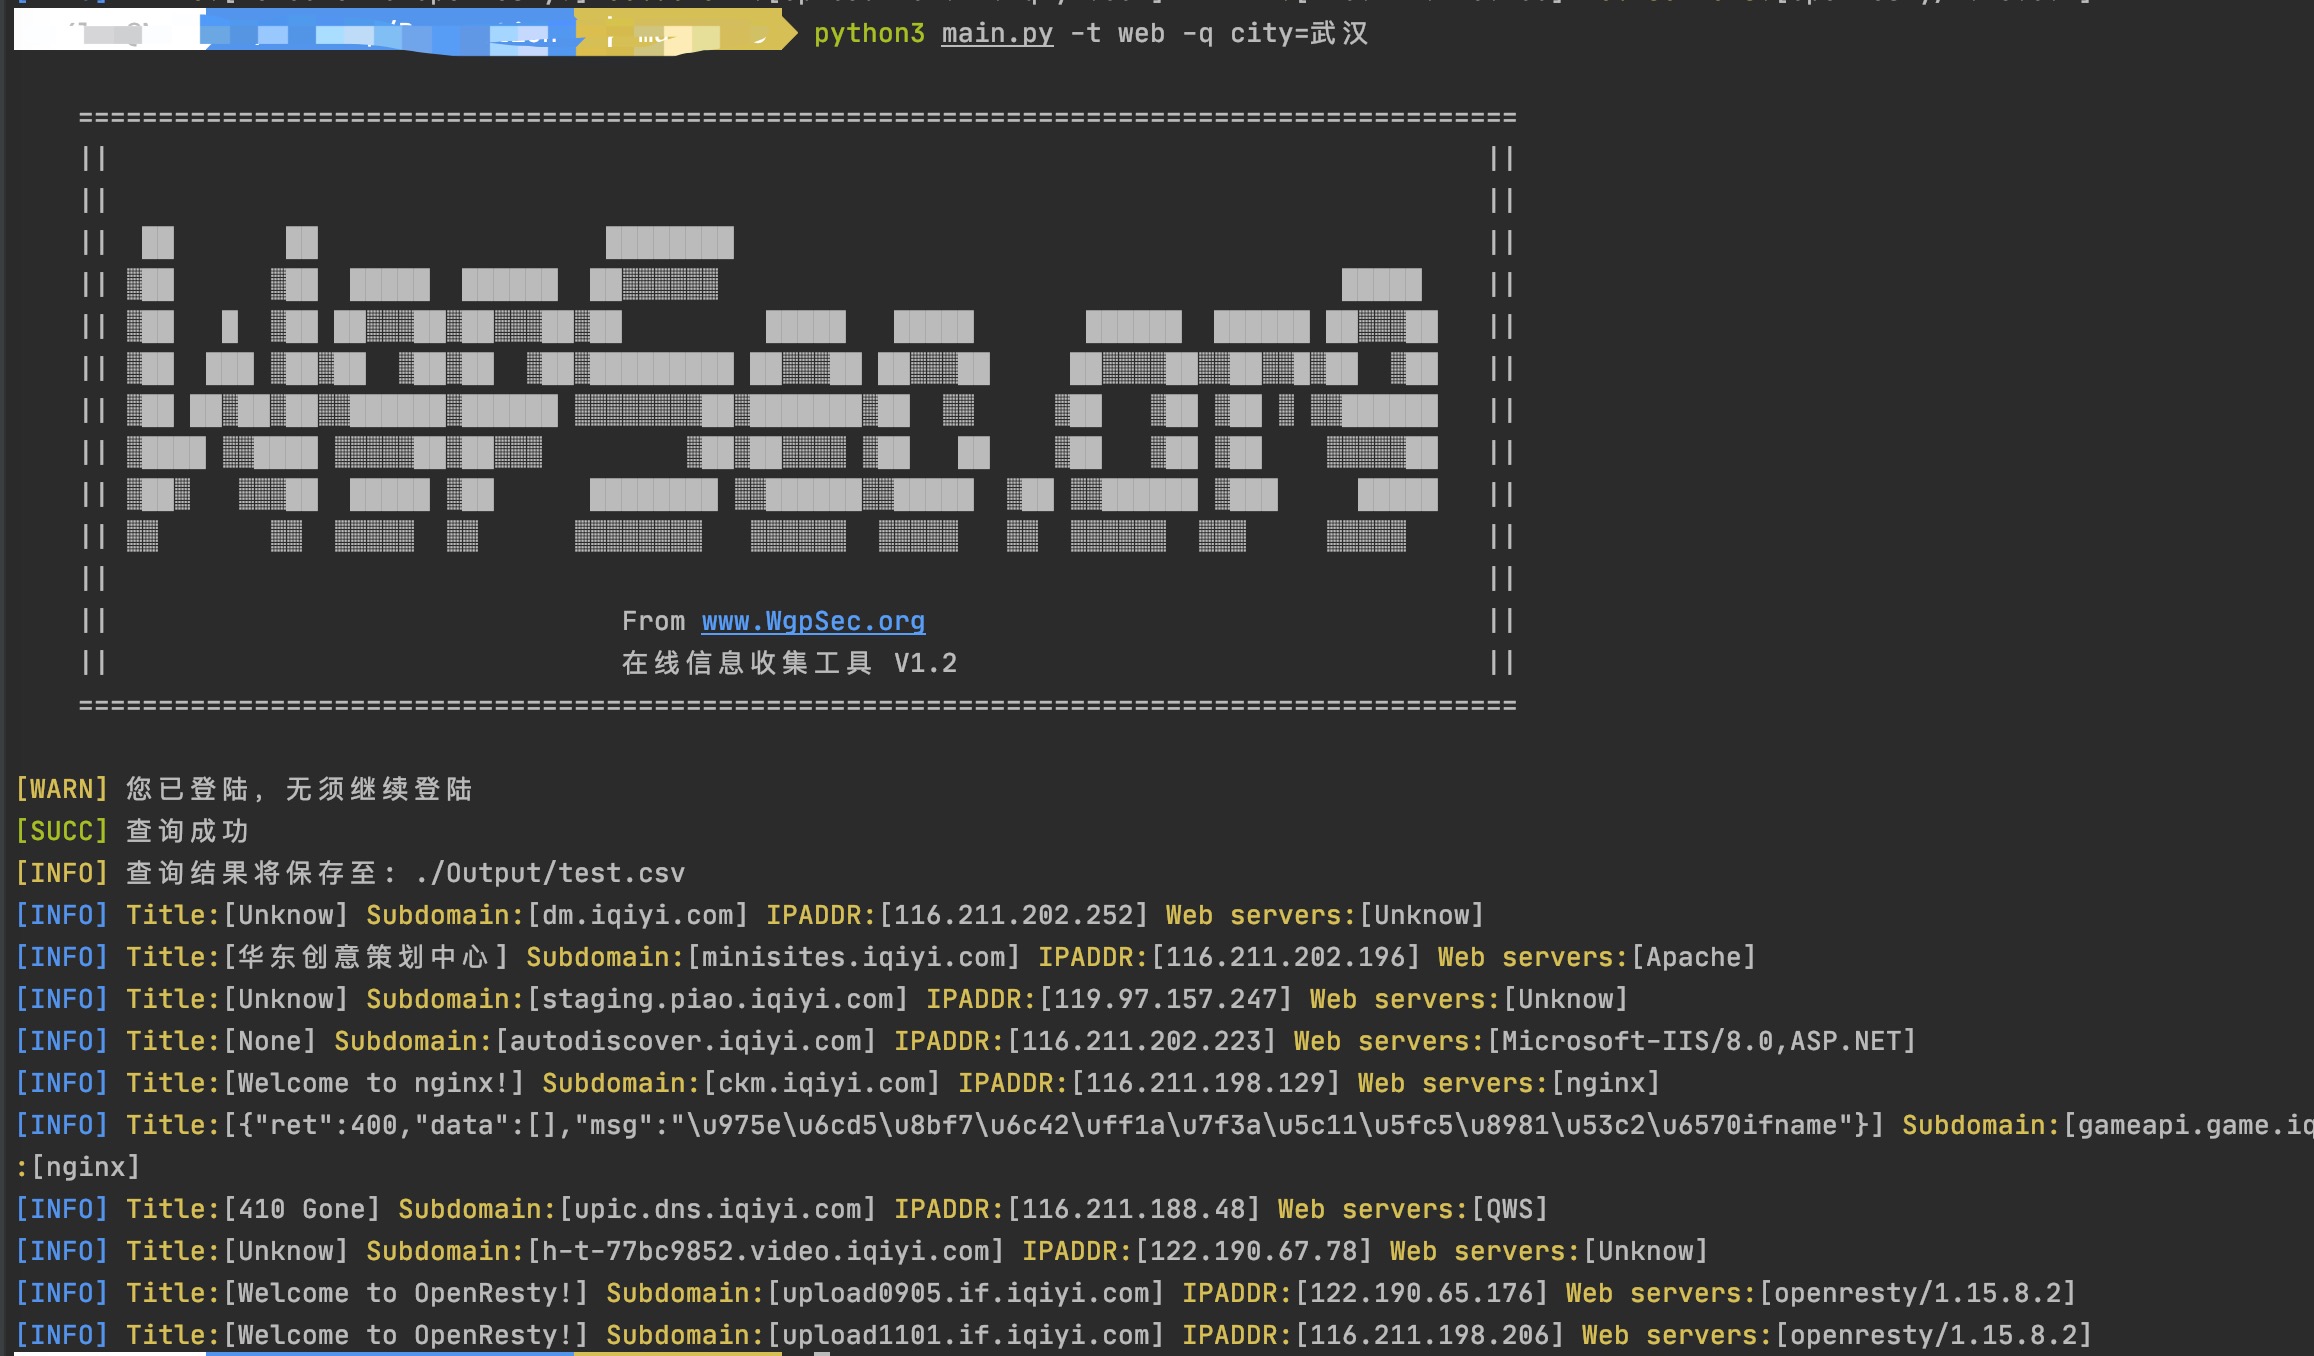 python3 main.py -t web -q city=武汉
From www.WgpSec.org
在线信息收集工具 V1.2
[WARN] 您已登陆, 无须继续登陆
[SUCC] 查询成功
[INFO] 查询结果将保存至: ./Output/test.csv
[INFO] Title:[Unknow] Subdomain:[dm.iqiyi.com] IPADDR:[116.211.202.252] Web servers:[Unknow]
[INFO] Title:[华东创意策划中心] Subdomain:[minisites.iqiyi.com] IPADDR:[116.211.202.196] Web servers:[Apache]
[INFO] Title:[Unknow] Subdomain:[staging.piao.iqiyi.com] IPADDR:[119.97.157.247] Web servers:[Unknow]
[INFO] Title:[None] Subdomain:[autodiscover.iqiyi.com] IPADDR:[116.211.202.223] Web servers:[Microsoft-IIS/8.0,ASP.NET]
[INFO] Title:[Welcome to nginx!] Subdomain:[ckm.iqiyi.com] IPADDR:[116.211.198.129] Web servers:[nginx]
[INFO] Title:[{"ret":400,"data":[],"msg":"\u975e\u6cd5\u8bf7\u6c42\uff1a\u7f3a\u5c11\u5fc5\u8981\u53c2\u6570ifname"}] Subdomain:[gameapi.game.iq
:[nginx]
[INFO] Title:[410 Gone] Subdomain:[upic.dns.iqiyi.com] IPADDR:[116.211.188.48] Web servers:[QWS]
[INFO] Title:[Unknow] Subdomain:[h-t-77bc9852.video.iqiyi.com] IPADDR:[122.190.67.78] Web servers:[Unknow]
[INFO] Title:[Welcome to OpenResty!] Subdomain:[upload0905.if.iqiyi.com] IPADDR:[122.190.65.176] Web servers:[openresty/1.15.8.2]
[INFO] Title:[Welcome to OpenResty!] Subdomain:[upload1101.if.iqiyi.com] IPADDR:[116.211.198.206] Web servers:[openresty/1.15.8.2]